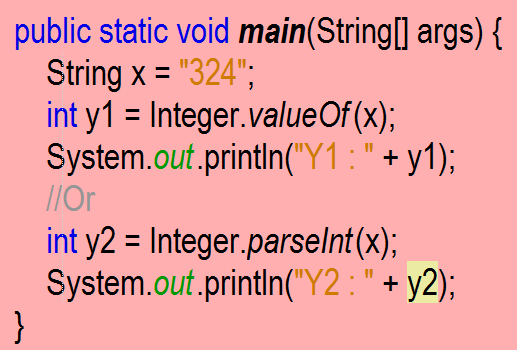 public static void main(String[] args) {
String x = "324";
int y1 = Integer.valueOf(x);
System.out.println("Y1 : " + y1);
//Or
int y2 = Integer.parseInt(x);
System.out.println("Y2 : " + y2);
}